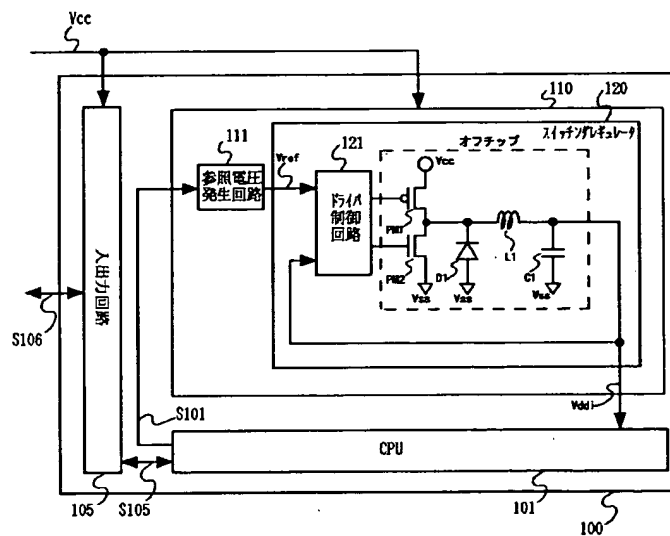 Vcc
110
120
スイッチングレギュレータ
オフチップ
111
参照電圧
発生回路
Vref
121
ドライバ
制御
回路
Vcc
PM1
PM2
D1
L1
C1
Vss
Vss
Vss
入出力回路
S106
S101
Vddi
CPU
105
S105
101
100